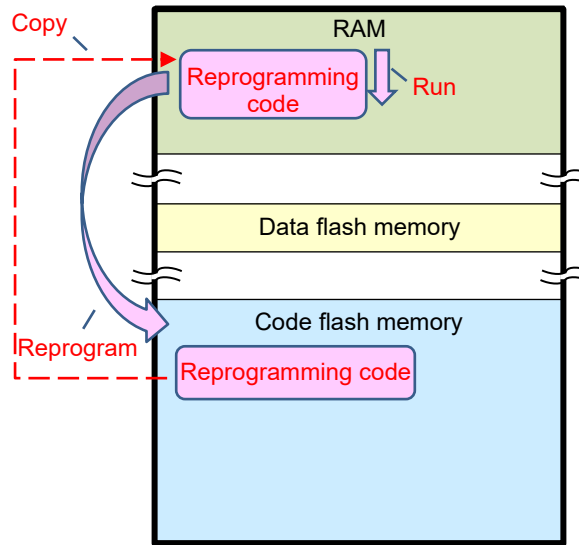 Copy
RAM
Reprogramming
code
Run
Data flash memory
Code flash memory
Reprogram
Reprogramming code